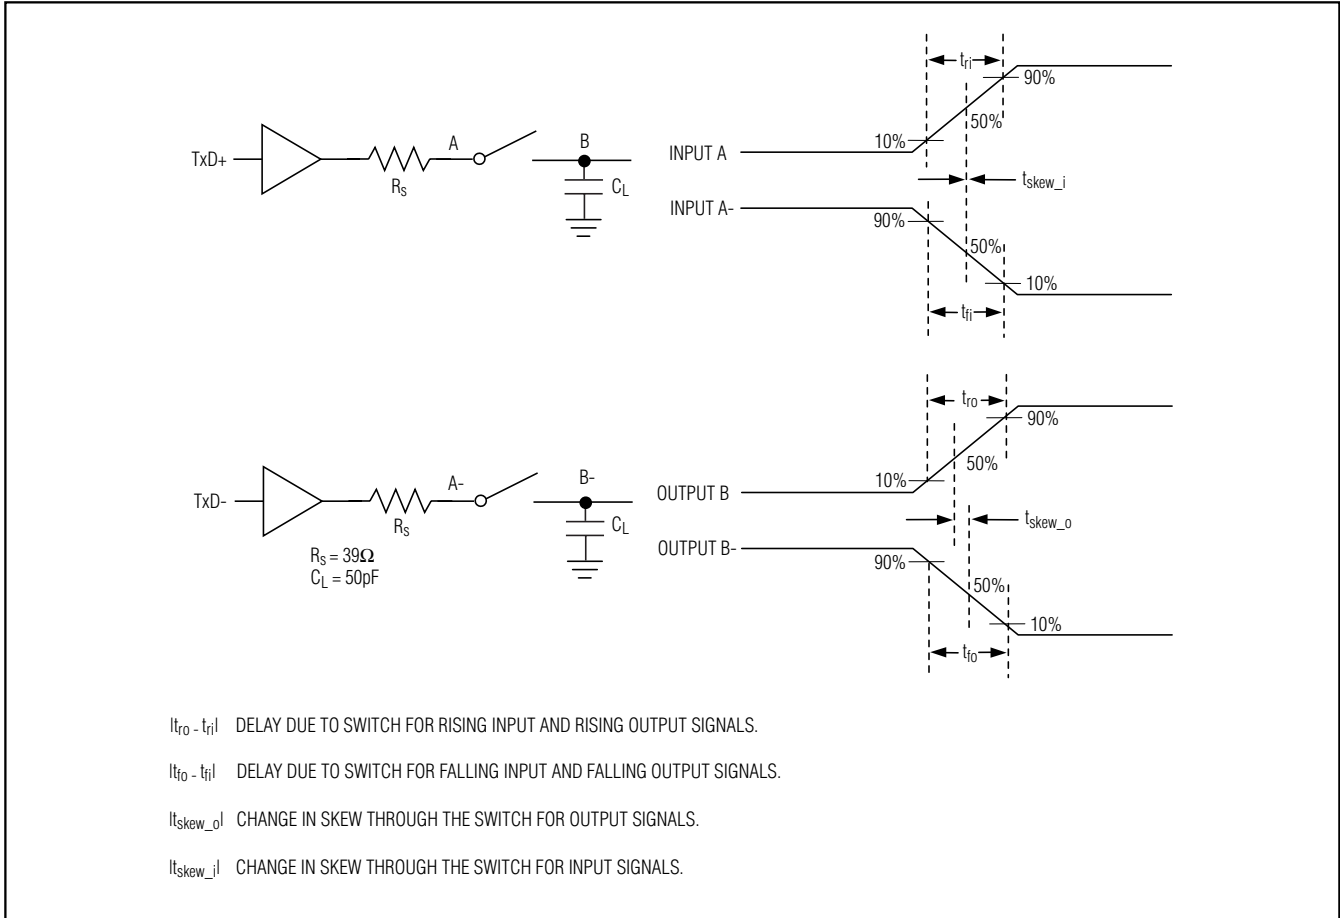 TxD+
R_S
A
B
C_L
INPUT A
10%
t_ri
90%
50%
t_skew_i
INPUT A-
90%
50%
10%
t_fi
TxD-
R_S
A-
B-
C_L
R_S = 39Ω
C_L = 50pF
OUTPUT B
10%
t_ro
90%
50%
t_skew_o
OUTPUT B-
90%
50%
10%
t_fo
|t_ro - t_ri| DELAY DUE TO SWITCH FOR RISING INPUT AND RISING OUTPUT SIGNALS.
|t_fo - t_fi| DELAY DUE TO SWITCH FOR FALLING INPUT AND FALLING OUTPUT SIGNALS.
|t_skew_o| CHANGE IN SKEW THROUGH THE SWITCH FOR OUTPUT SIGNALS.
|t_skew_i| CHANGE IN SKEW THROUGH THE SWITCH FOR INPUT SIGNALS.